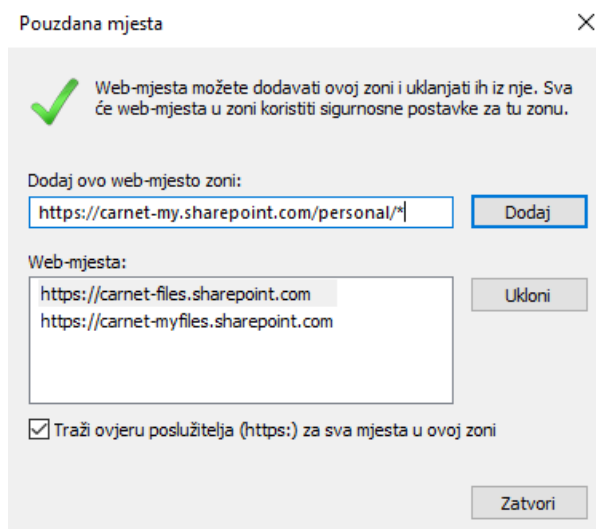 Pouzdana mjesta
Web-mjesta možete dodavati ovoj zoni i uklanjati ih iz nje. Sva
će web-mjesta u zoni koristiti sigurnosne postavke za tu zonu.
Dodaj ovo web-mjesto zoni:
https://carnet-my.sharepoint.com/personal/*
Dodaj
Web-mjesta:
https://carnet-files.sharepoint.com
https://carnet-myfiles.sharepoint.com
Ukloni
Traži ovjeru poslužitelja (https:) za sva mjesta u ovoj zoni
Zatvori